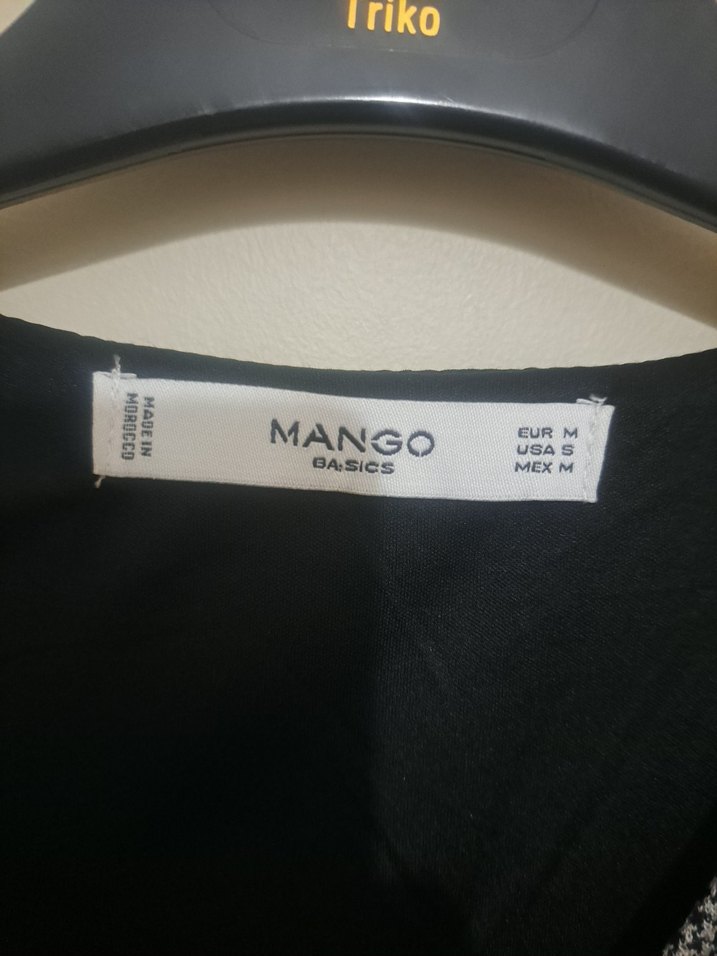 Triko
MADE IN
MOROCCO
MANGO
BASICS
EUR M
USA S
MEX M